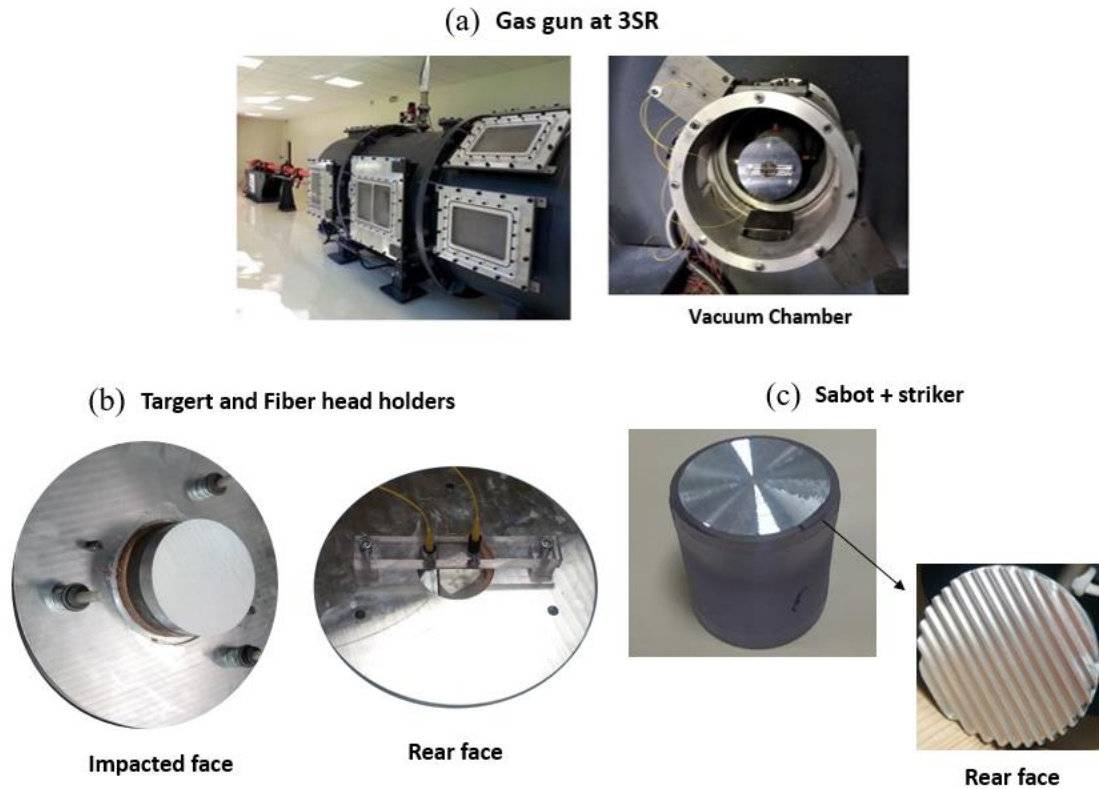 (a) Gas gun at 3SR
Vacuum Chamber
(b) Targert and Fiber head holders
(c) Sabot + striker
Impacted face
Rear face
Rear face